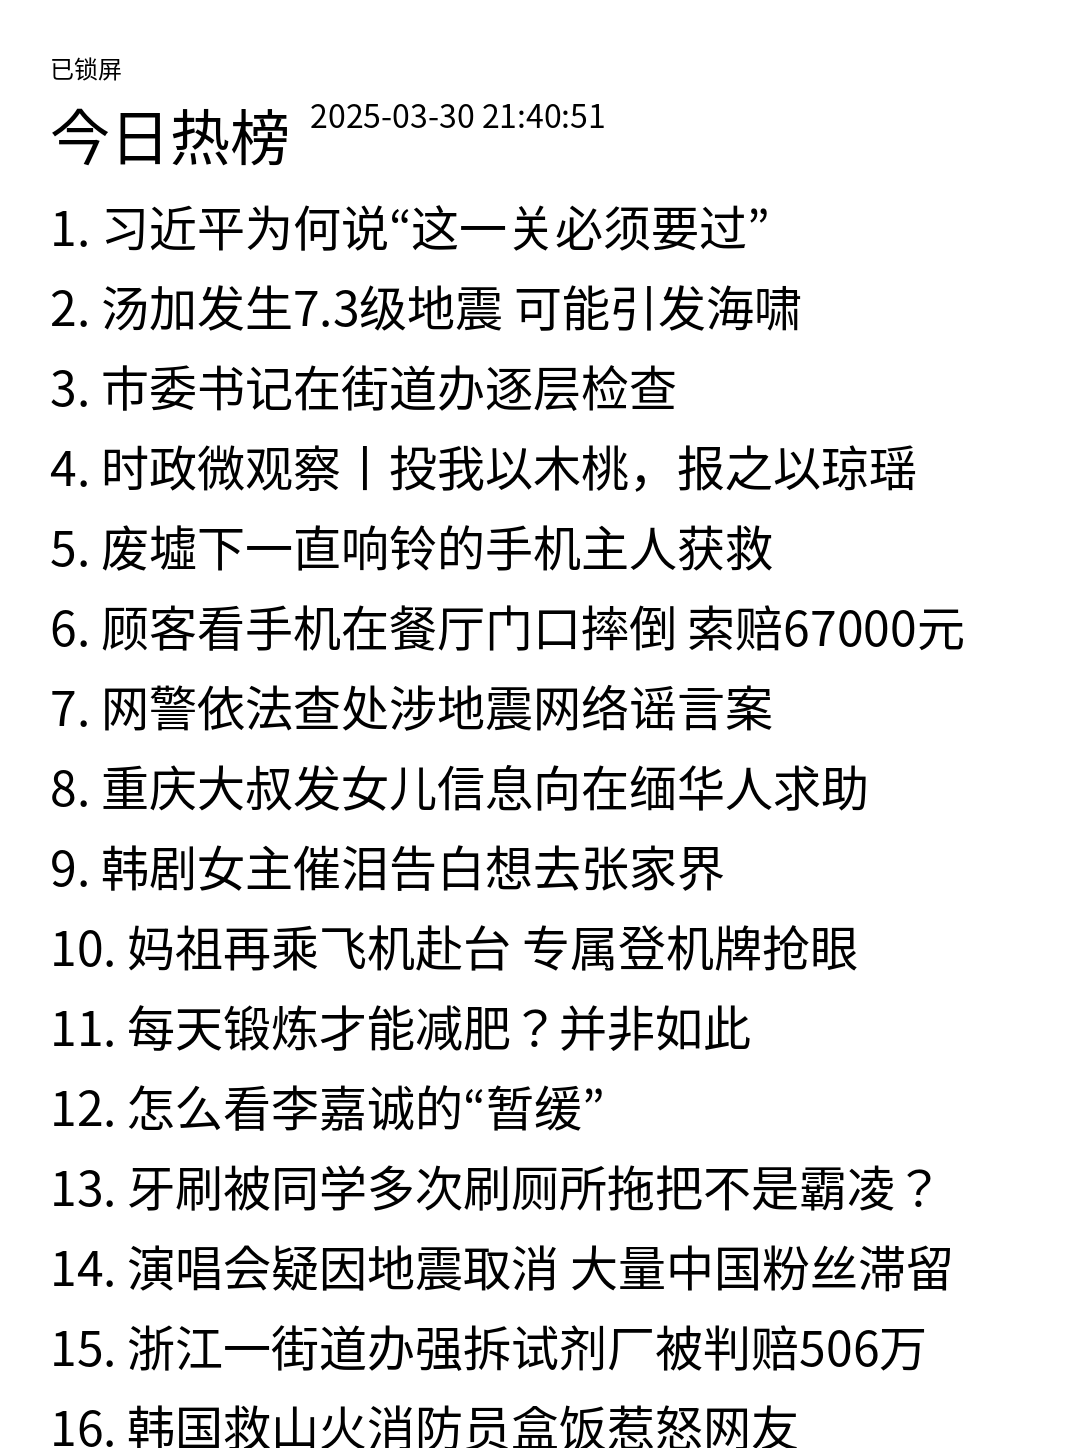 已锁屏
今日热榜 2025-03-30 21:40:51
1. 习近平为何说“这一关必须要过”
2. 汤加发生7.3级地震 可能引发海啸
3. 市委书记在街道办逐层检查
4. 时政微观察丨投我以木桃，报之以琼瑶
5. 废墟下一直响铃的手机主人获救
6. 顾客看手机在餐厅门口摔倒 索赔67000元
7. 网警依法查处涉地震网络谣言案
8. 重庆大叔发女儿信息向在缅华人求助
9. 韩剧女主催泪告白想去张家界
10. 妈祖再乘飞机赴台 专属登机牌抢眼
11. 每天锻炼才能减肥？并非如此
12. 怎么看李嘉诚的“暂缓”
13. 牙刷被同学多次刷厕所拖把不是霸凌？
14. 演唱会疑因地震取消 大量中国粉丝滞留
15. 浙江一街道办强拆试剂厂被判赔506万
16. 韩国救山火消防员盒饭惹怒网友